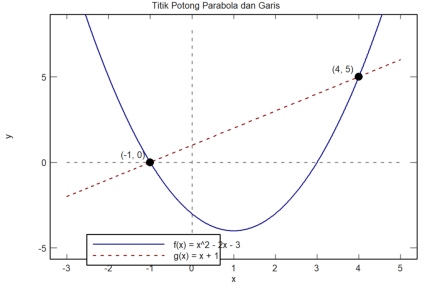 Titik Potong Parabola dan Garis
(4, 5)
5
y
(-1, 0)
0
f(x) = x^2 - 2x - 3
g(x) = x + 1
-5
-3 -2 -1 0 1 2 3 4 5
x